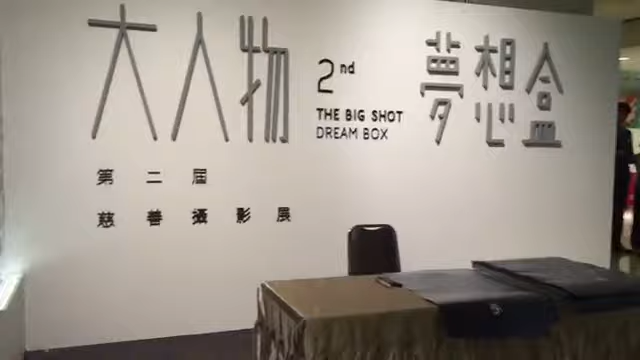 大人物
2nd
THE BIG SHOT
DREAM BOX
夢想盒
第二屆
慈善攝影展